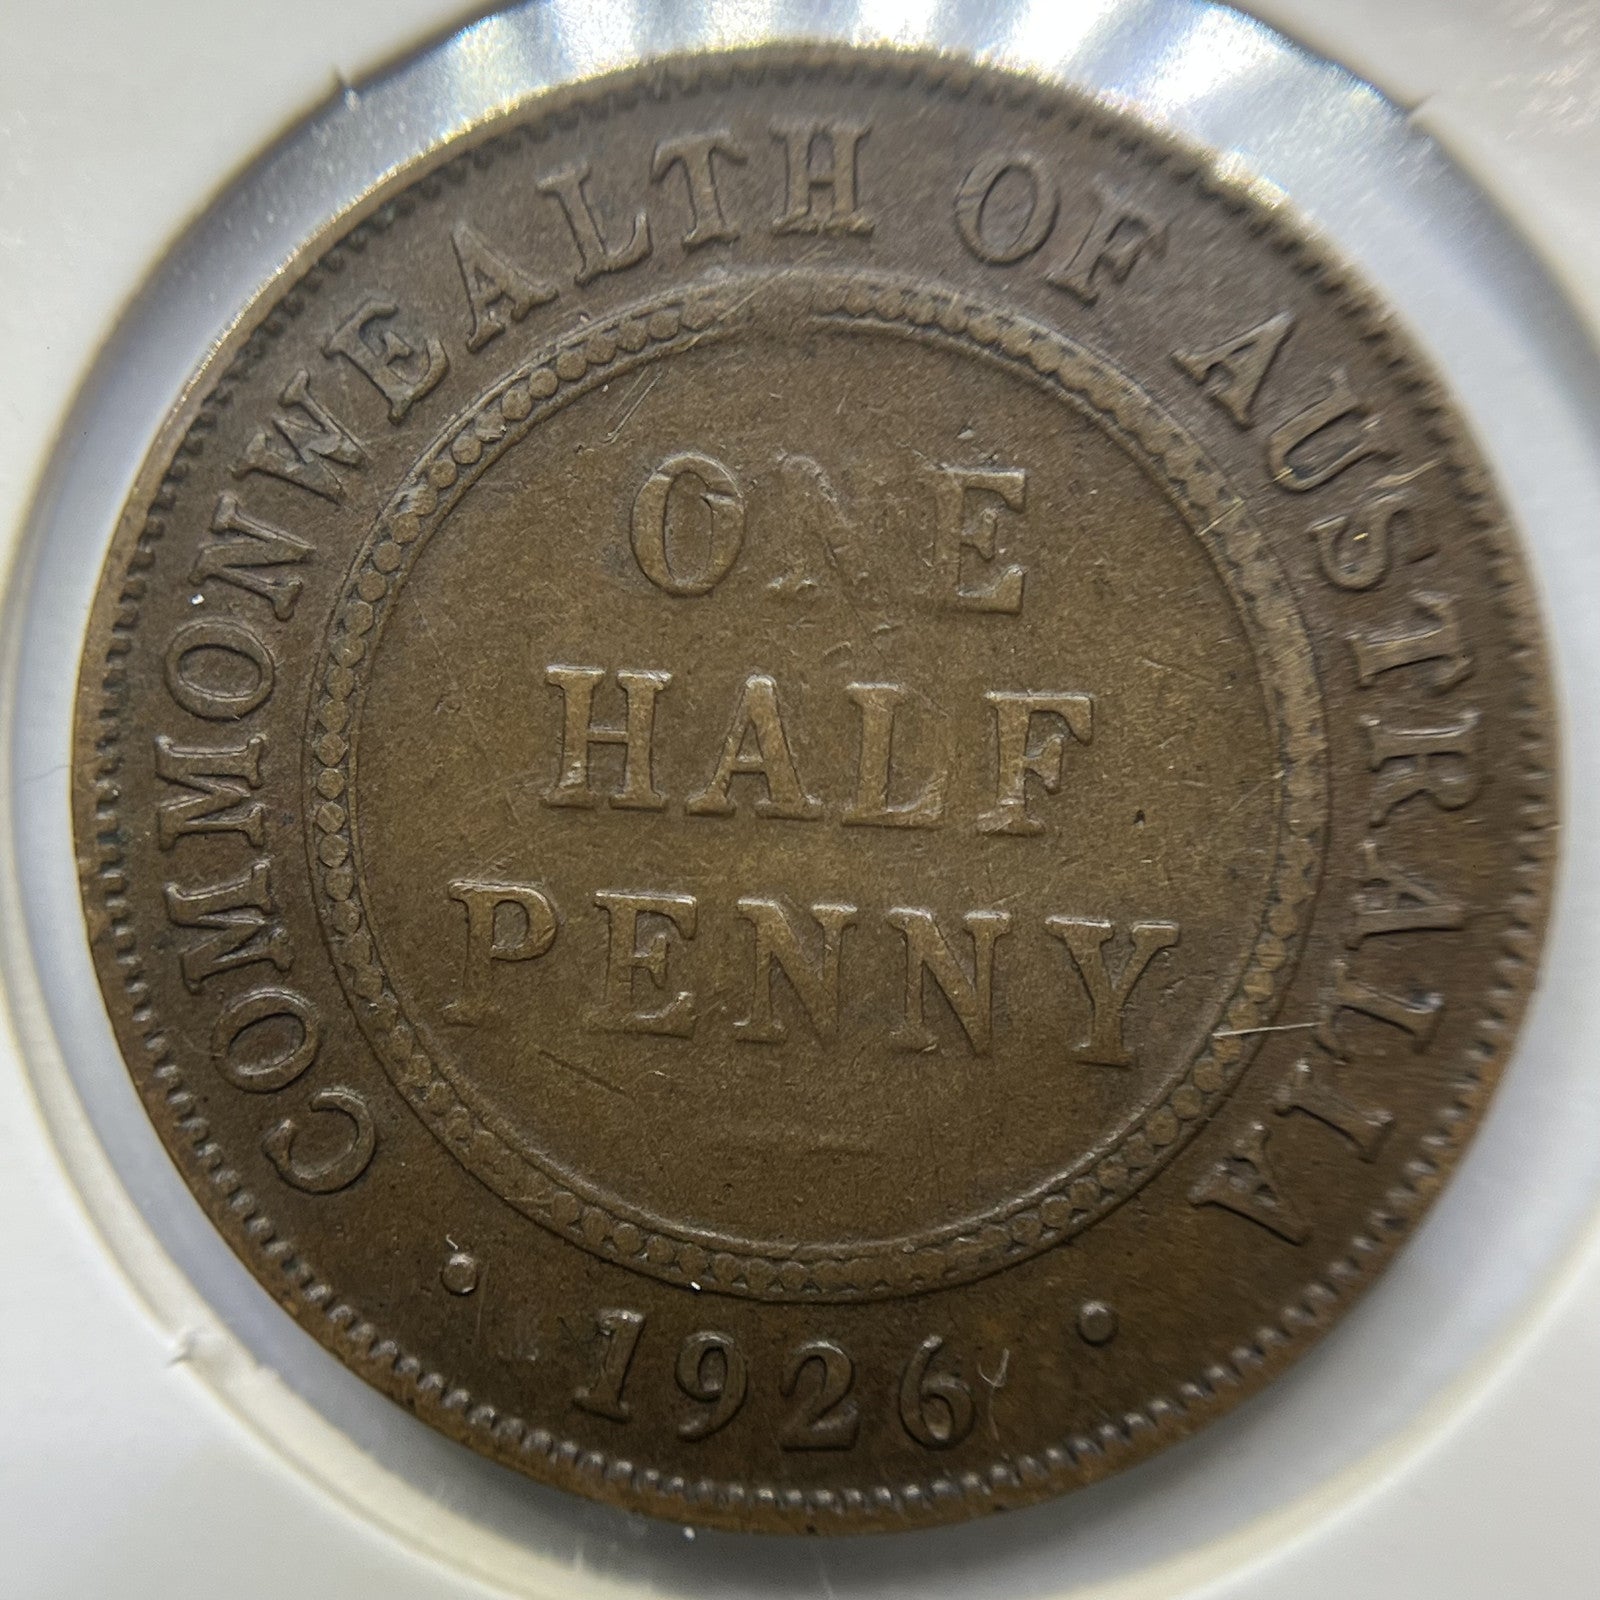 COMMONWEALTH OF AUSTRALIA
ONE
HALF
PENNY
· 1926 ·